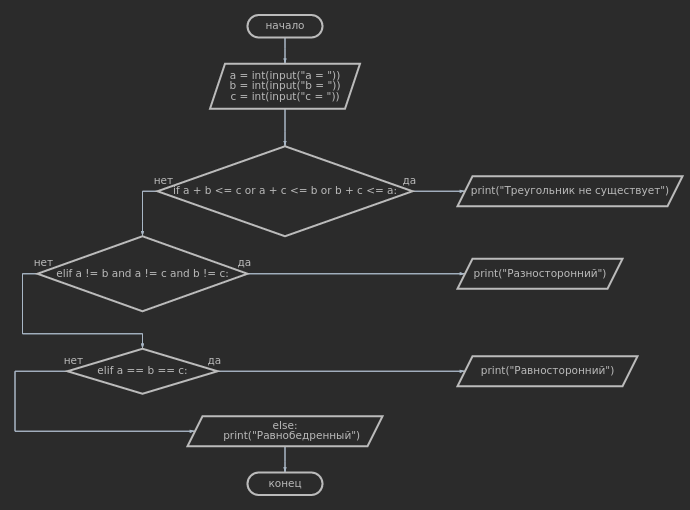 начало
a = int(input("a = "))
b = int(input("b = "))
c = int(input("c = "))
нет
да
if a + b <= c or a + c <= b or b + c <= a:
print("Треугольник не существует")
нет
да
elif a != b and a != c and b != c:
print("Разносторонний")
нет
да
elif a == b == c:
print("Равносторонний")
else:
print("Равнобедренный")
конец